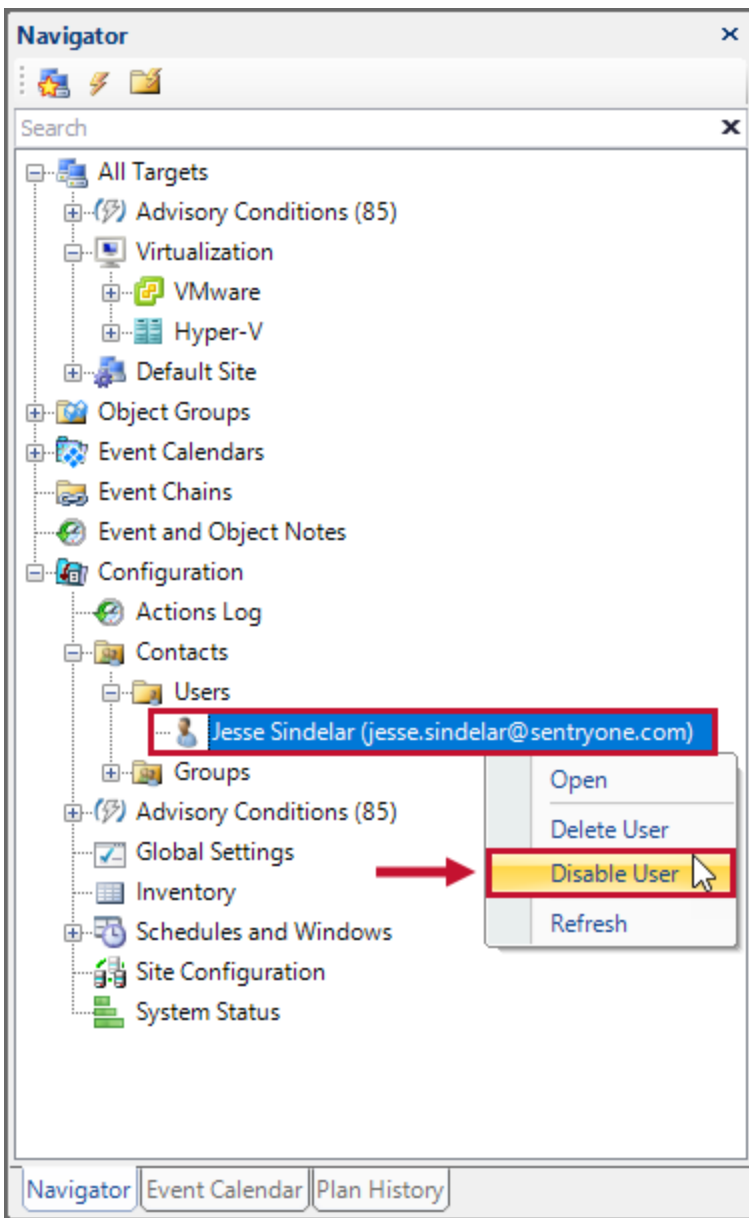 Navigator
Search
All Targets
Advisory Conditions (85)
Virtualization
VMware
Hyper-V
Default Site
Object Groups
Event Calendars
Event Chains
Event and Object Notes
Configuration
Actions Log
Contacts
Users
Jesse Sindelar (jesse.sindelar@sentryone.com)
Groups
Advisory Conditions (85)
Global Settings
Inventory
Schedules and Windows
Site Configuration
System Status
Open
Delete User
Disable User
Refresh
Navigator Event Calendar Plan History